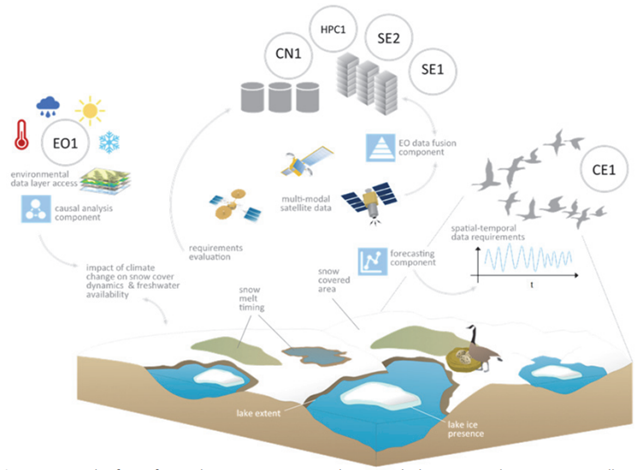 HPC1
CN1
SE2
SE1
EO1
environmental
data layer access
causal analysis
component
EO data fusion
component
CE1
multi-modal
satellite data
spatial-temporal
data requirements
t
requirements
evaluation
forecasting
component
impact of climate
change on snow cover
dynamics & freshwater
availability
snow
covered
area
snow
melt
timing
lake extent
lake ice
presence